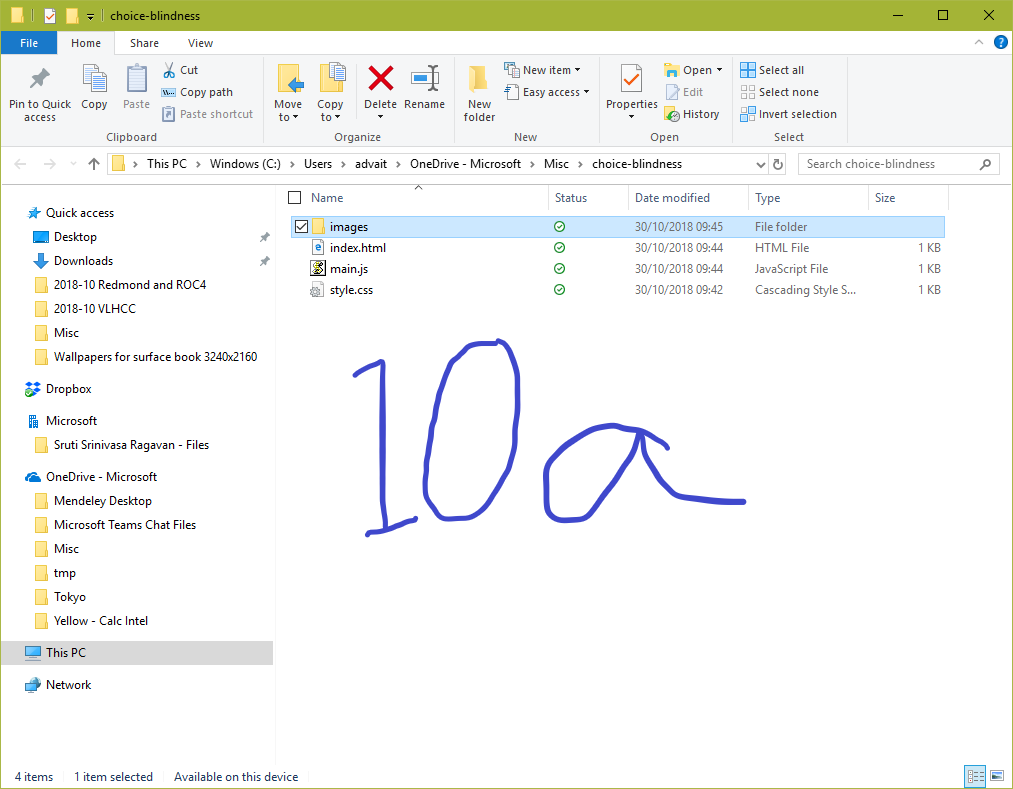 choice-blindness
File Home Share View
Pin to Quick access
Copy
Paste
Cut
Copy path
Paste shortcut
Clipboard
Move to
Copy to
Delete
Rename
Organize
New folder
New item
Easy access
New
Properties
Open
Edit
History
Open
Select all
Select none
Invert selection
Select
This PC Windows (C:) Users advait OneDrive - Microsoft Misc choice-blindness
Search choice-blindness
Quick access
Desktop
Downloads
2018-10 Redmond and ROC4
2018-10 VLHCC
Misc
Wallpapers for surface book 3240x2160
Dropbox
Microsoft
Sruti Srinivasa Ragavan - Files
OneDrive - Microsoft
Mendeley Desktop
Microsoft Teams Chat Files
Misc
tmp
Tokyo
Yellow - Calc Intel
This PC
Network
Name Status Date modified Type Size
images 30/10/2018 09:45 File folder
index.html 30/10/2018 09:44 HTML File 1 KB
main.js 30/10/2018 09:44 JavaScript File 1 KB
style.css 30/10/2018 09:42 Cascading Style S... 1 KB
10a
4 items 1 item selected Available on this device